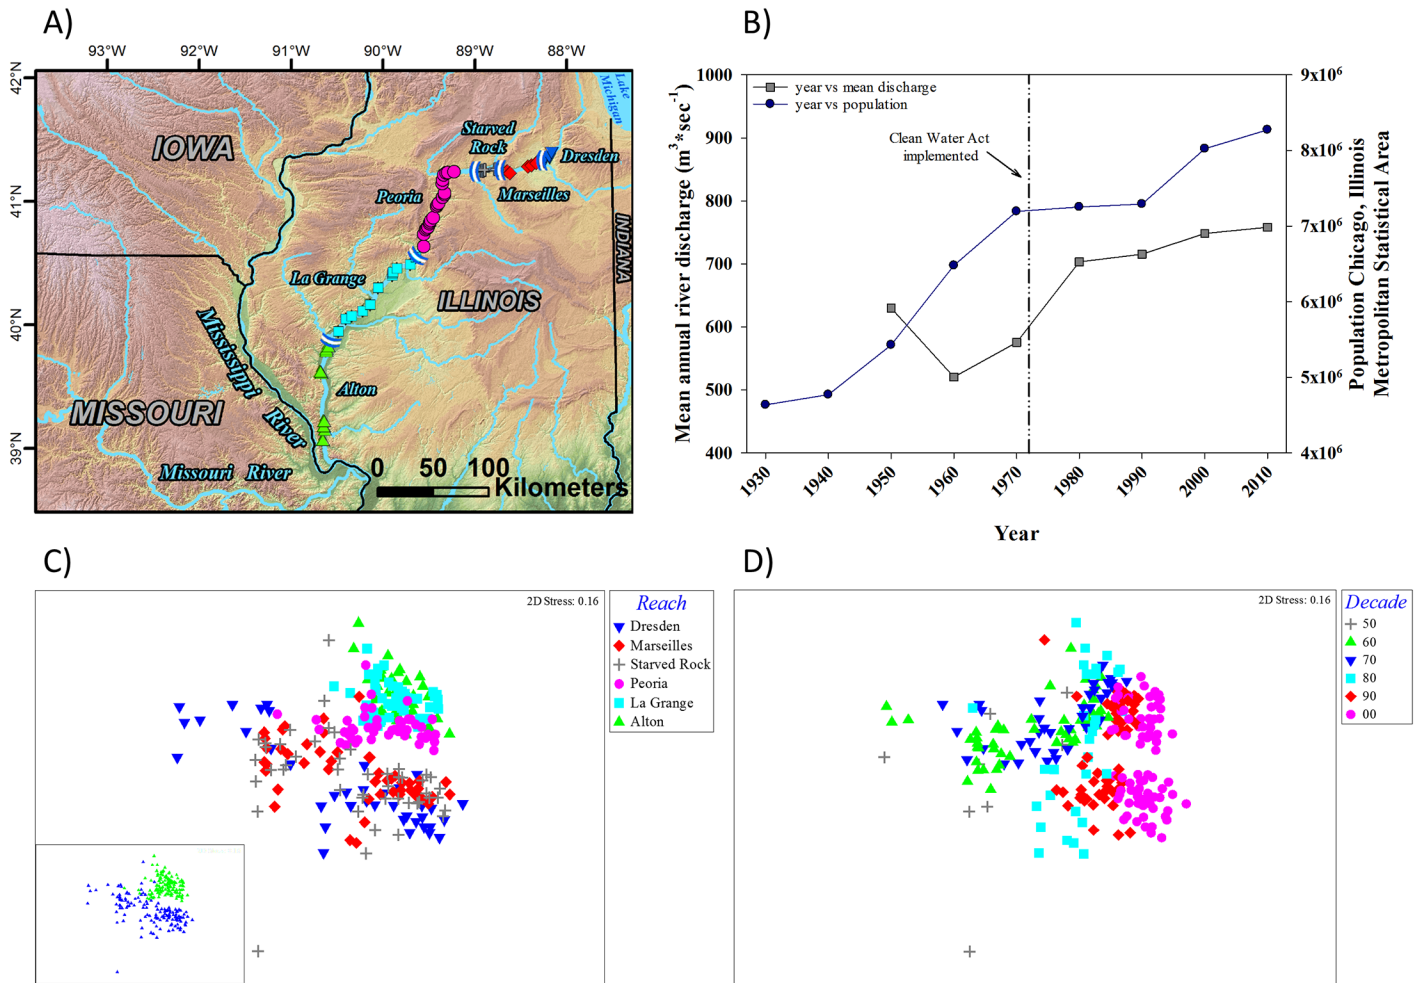 A)
93°W 92°W 91°W 90°W 89°W 88°W
42°N
41°N
40°N
39°N
Lake
Michigan
IOWA
Starved
Rock
Dresden
Peoria
Marseilles
INDIANA
La Grange
ILLINOIS
Mississippi River
Alton
MISSOURI
Missouri River
0 50 100
Kilometers
B)
1000
900
800
700
600
500
400
Mean annual river discharge (m³*sec⁻¹)
year vs mean discharge
year vs population
Clean Water Act
implemented
9x10⁶
8x10⁶
7x10⁶
6x10⁶
5x10⁶
4x10⁶
Population Chicago, Illinois
Metropolitan Statistical Area
1930 1940 1950 1960 1970 1980 1990 2000 2010
Year
C)
2D Stress: 0.16
Reach
Dresden
Marseilles
Starved Rock
Peoria
La Grange
Alton
D)
2D Stress: 0.16
Decade
50
60
70
80
90
00